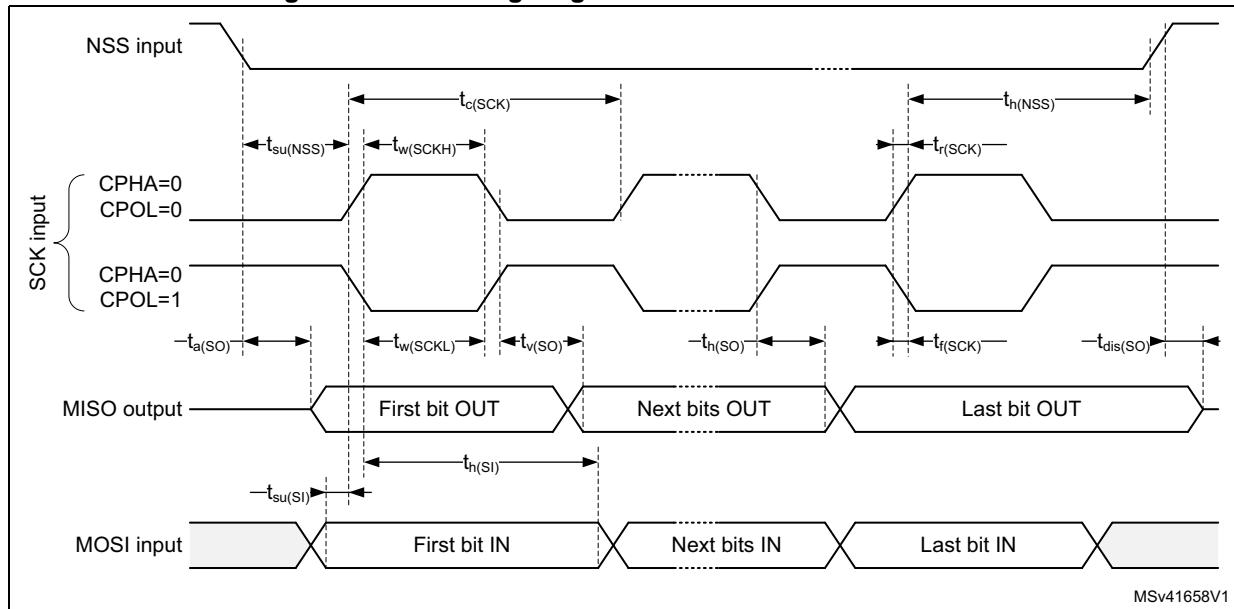 NSS input
tc(SCK)
th(NSS)
tsu(NSS)
tw(SCKH)
tr(SCK)
SCK input
CPHA=0
CPOL=0
CPHA=0
CPOL=1
ta(SO)
tw(SCKL)
tv(SO)
th(SO)
tf(SCK)
tdis(SO)
MISO output
First bit OUT
Next bits OUT
Last bit OUT
th(SI)
tsu(SI)
MOSI input
First bit IN
Next bits IN
Last bit IN
MSv41658V1